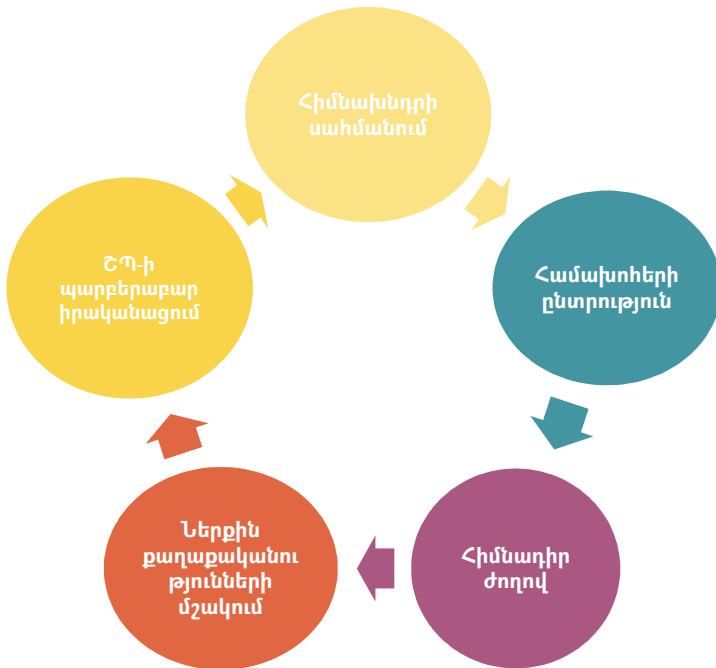 Հիմնախնդրի
սահմանում
Համախոհերի
ընտրություն
Հիմնադիր
ժողով
Ներքին
քաղաքականու
թյունների
մշակում
ՇՊ-ի
պարբերաբար
իրականացում